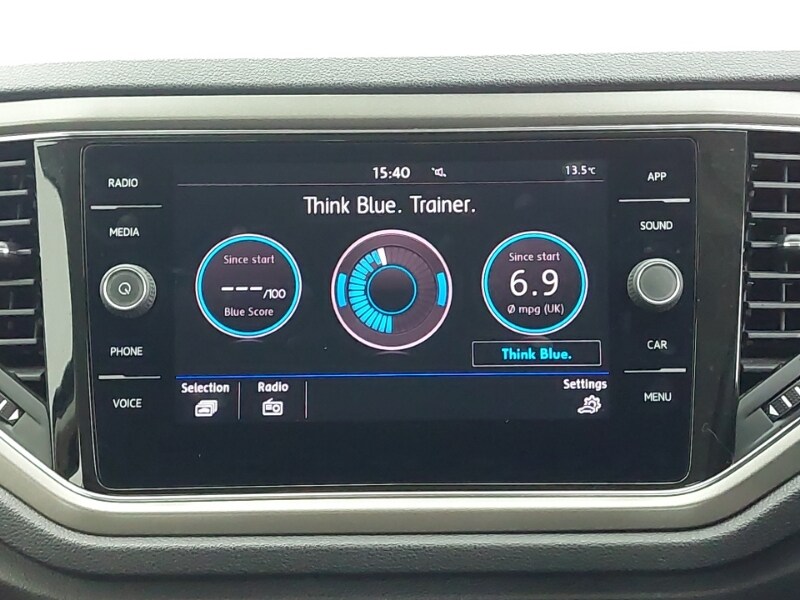 15:40
13.5°C
Think Blue. Trainer.
RADIO
MEDIA
PHONE
VOICE
Since start
---/100
Blue Score
Since start
6.9
Ø mpg (UK)
Think Blue.
Selection
Radio
Settings
APP
SOUND
CAR
MENU